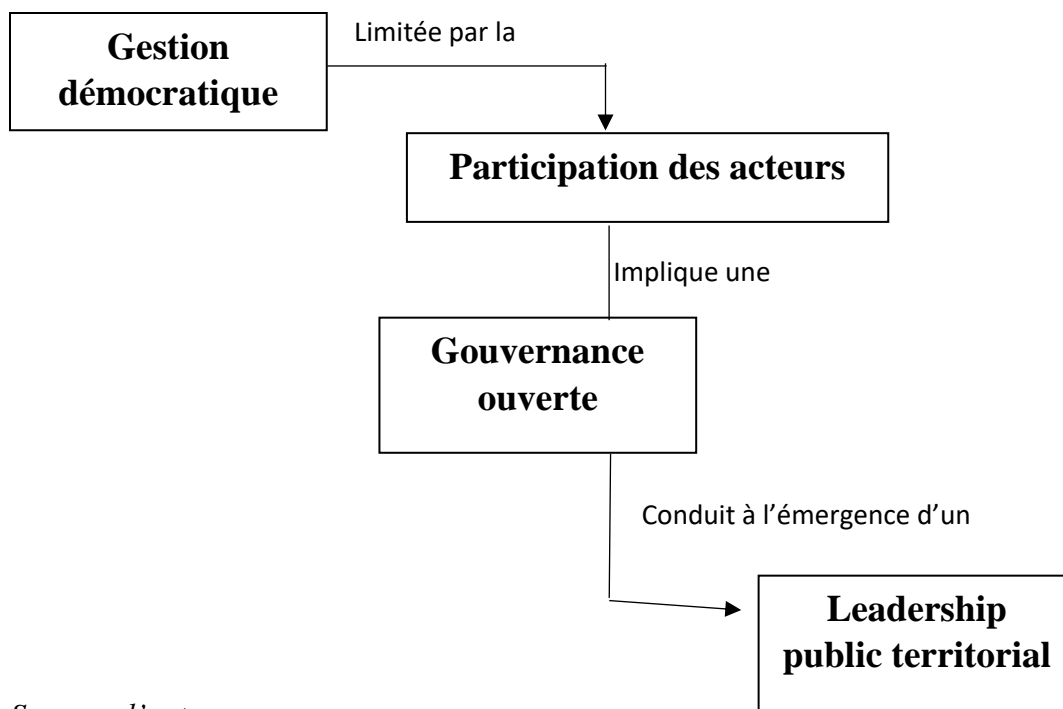 Limitée par la
Gestion
démocratique
Participation des acteurs
Implique une
Gouvernance
ouverte
Conduit à l’émergence d’un
Leadership
public territorial